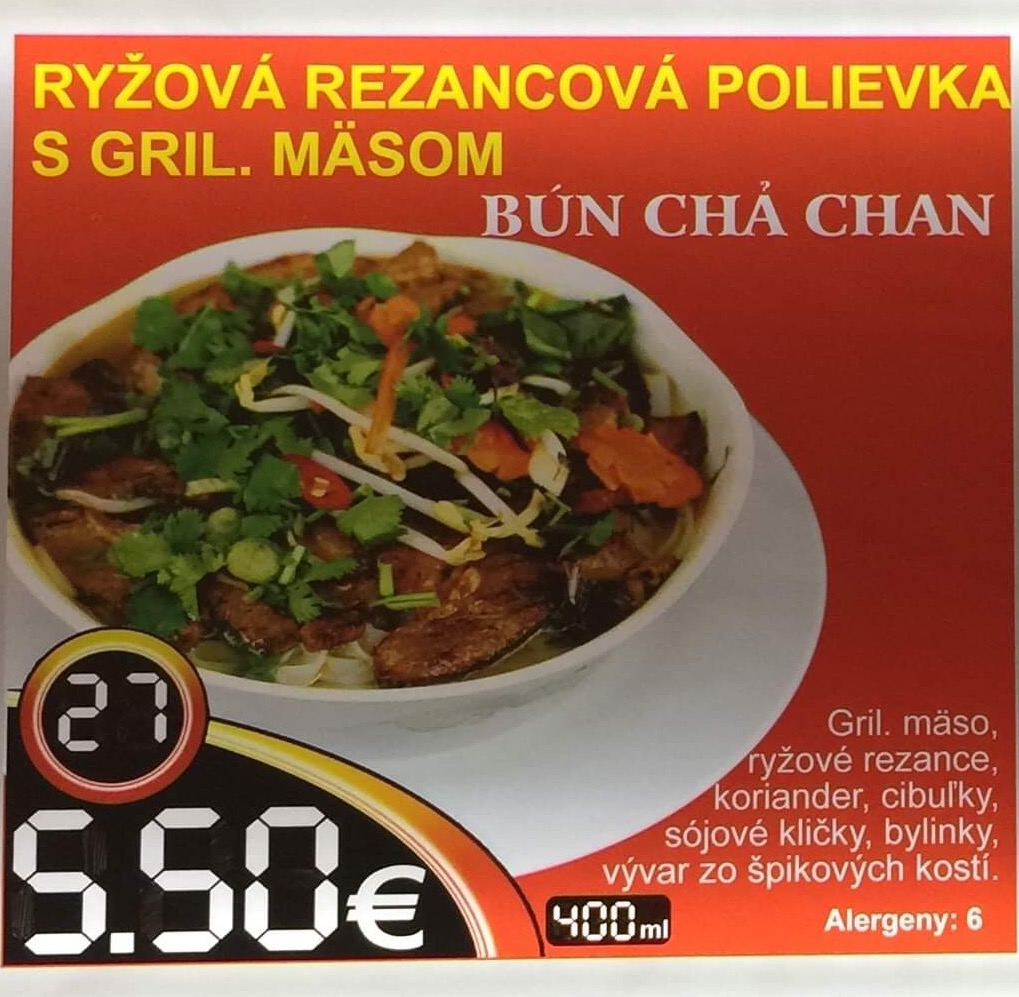 RYŽOVÁ REZANCOVÁ POLIEVKA
S GRIL. MÄSOM
BÚN CHẢ CHAN
27
5.50€
Gril. mäso,
ryžové rezance,
koriander, cibuľky,
sójové kličky, bylinky,
vývar zo špikových kostí.
400ml
Alergeny: 6